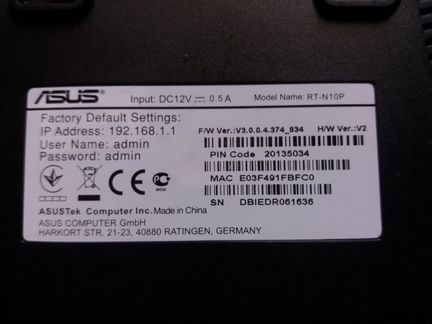 ASUS Input: DC12V ⎓ 0.5A Model Name: RT-N10P
Factory Default Settings:
IP Address: 192.168.1.1 F/W Ver.:V3.0.0.4.374_834 H/W Ver.:V2
User Name: admin
Password: admin PIN Code 20135034
MAC E03F491FBFC0
SN DBIEDR061636
ASUSTek Computer Inc. Made in China
ASUS COMPUTER GmbH
HARKORT STR. 21-23, 40880 RATINGEN, GERMANY